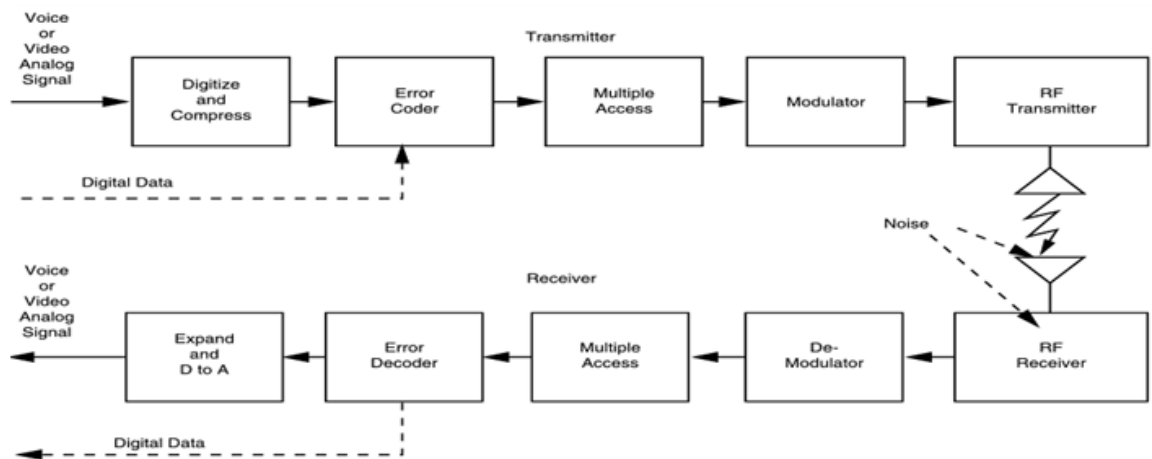 Voice
or
Video
Analog
Signal
Transmitter
Digitize
and
Compress
Error
Coder
Multiple
Access
Modulator
RF
Transmitter
Digital Data
Noise
Voice
or
Video
Analog
Signal
Receiver
Expand
and
D to A
Error
Decoder
Multiple
Access
De-
Modulator
RF
Receiver
Digital Data